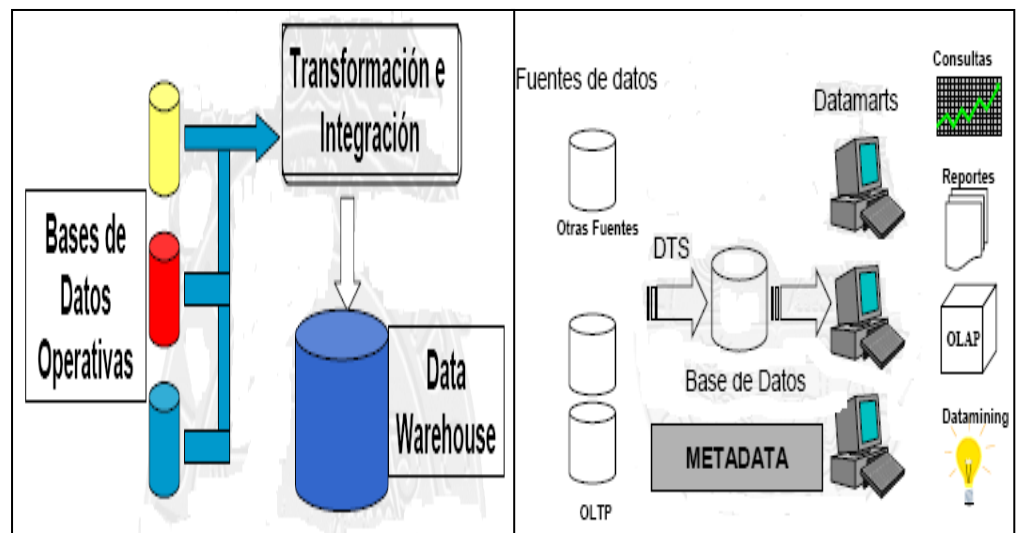 Transformación e
Integración
Bases de
Datos
Operativas
Data
Warehouse
Fuentes de datos
Otras Fuentes
OLTP
DTS
Base de Datos
METADATA
Datamarts
Consultas
Reportes
OLAP
Datamining